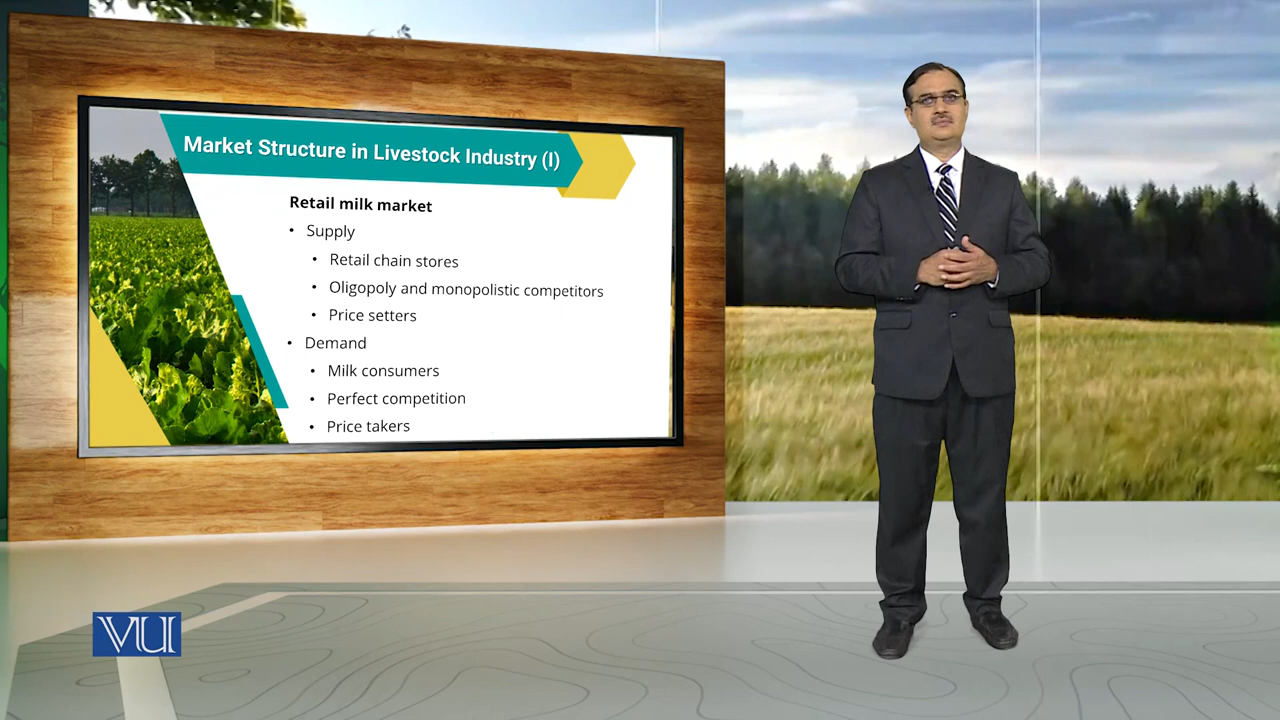 Market Structure in Livestock Industry (I)
Retail milk market
• Supply
• Retail chain stores
• Oligopoly and monopolistic competitors
• Price setters
• Demand
• Milk consumers
• Perfect competition
• Price takers
VU